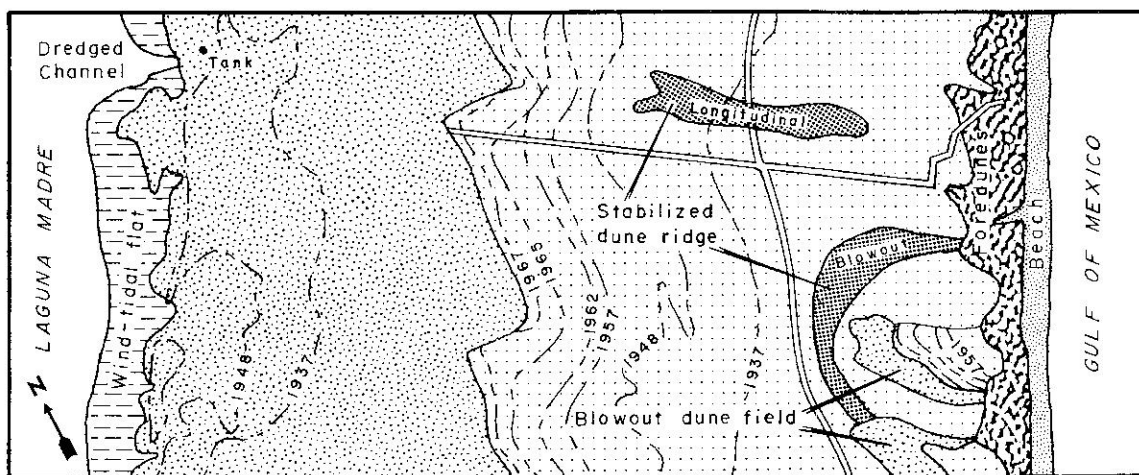 Dredged
Channel
Tank
LAGUNA MADRE
Wind-tidal flat
N
1948
1937
1967
1965
1962
1957
1948
1937
Longitudinal
Stabilized
dune ridge
Blowout
1957
Blowout dune field
Foredunes
Beach
GULF OF MEXICO